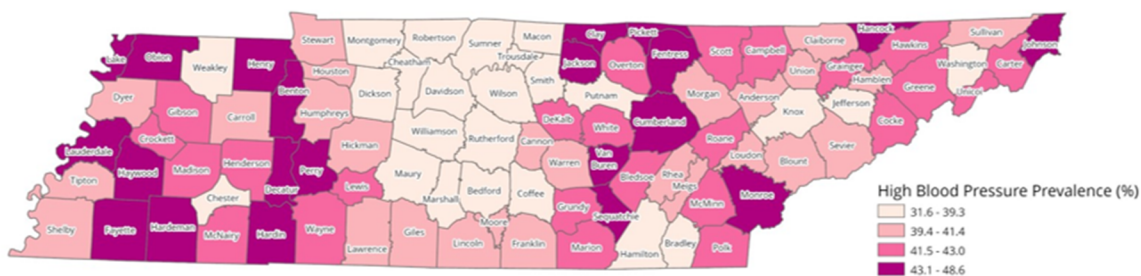 Lake
Obion
Weakley
Henry
Stewart
Montgomery
Robertson
Sumner
Macon
Trousdale
Clay
Pickett
Fentress
Scott
Campbell
Claiborne
Hancock
Hawkins
Sullivan
Johnson
Cheatham
Jackson
Overton
Houston
Benton
Dyer
Gibson
Carroll
Humphreys
Dickson
Davidson
Wilson
Smith
Putnam
Morgan
Anderson
Union
Grainger
Hamblen
Greene
Washington
Carter
Unicoi
Knox
Jefferson
Cocke
DeKalb
White
Cumberland
Roane
Loudon
Blount
Sevier
Crockett
Lauderdale
Haywood
Madison
Henderson
Decatur
Perry
Hickman
Williamson
Rutherford
Cannon
Warren
Van
Buren
Bledsoe
Rhea
Meigs
McMinn
Monroe
Tipton
Chester
Lewis
Maury
Marshall
Bedford
Coffee
Moore
Grundy
Sequatchie
Shelby
Fayette
Hardeman
McNairy
Hardin
Wayne
Lawrence
Giles
Lincoln
Franklin
Marion
Hamilton
Bradley
Polk
High Blood Pressure Prevalence (%)
31.6 - 39.3
39.4 - 41.4
41.5 - 43.0
43.1 - 48.6